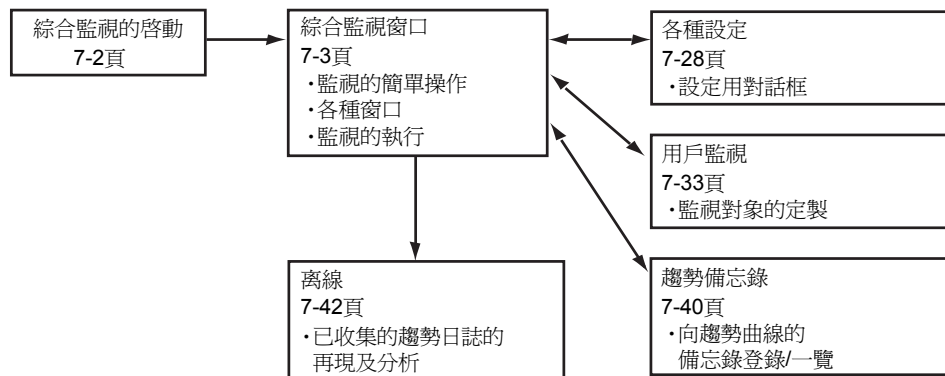 綜合監視的啓動
7-2頁
綜合監視窗口
7-3頁
·監視的簡單操作
·各種窗口
·監視的執行
各種設定
7-28頁
·設定用對話框
用戶監視
7-33頁
·監視對象的定製
离線
7-42頁
·已收集的趨勢日誌的
再現及分析
趨勢備忘錄
7-40頁
·向趨勢曲線的
備忘錄登錄/一覽